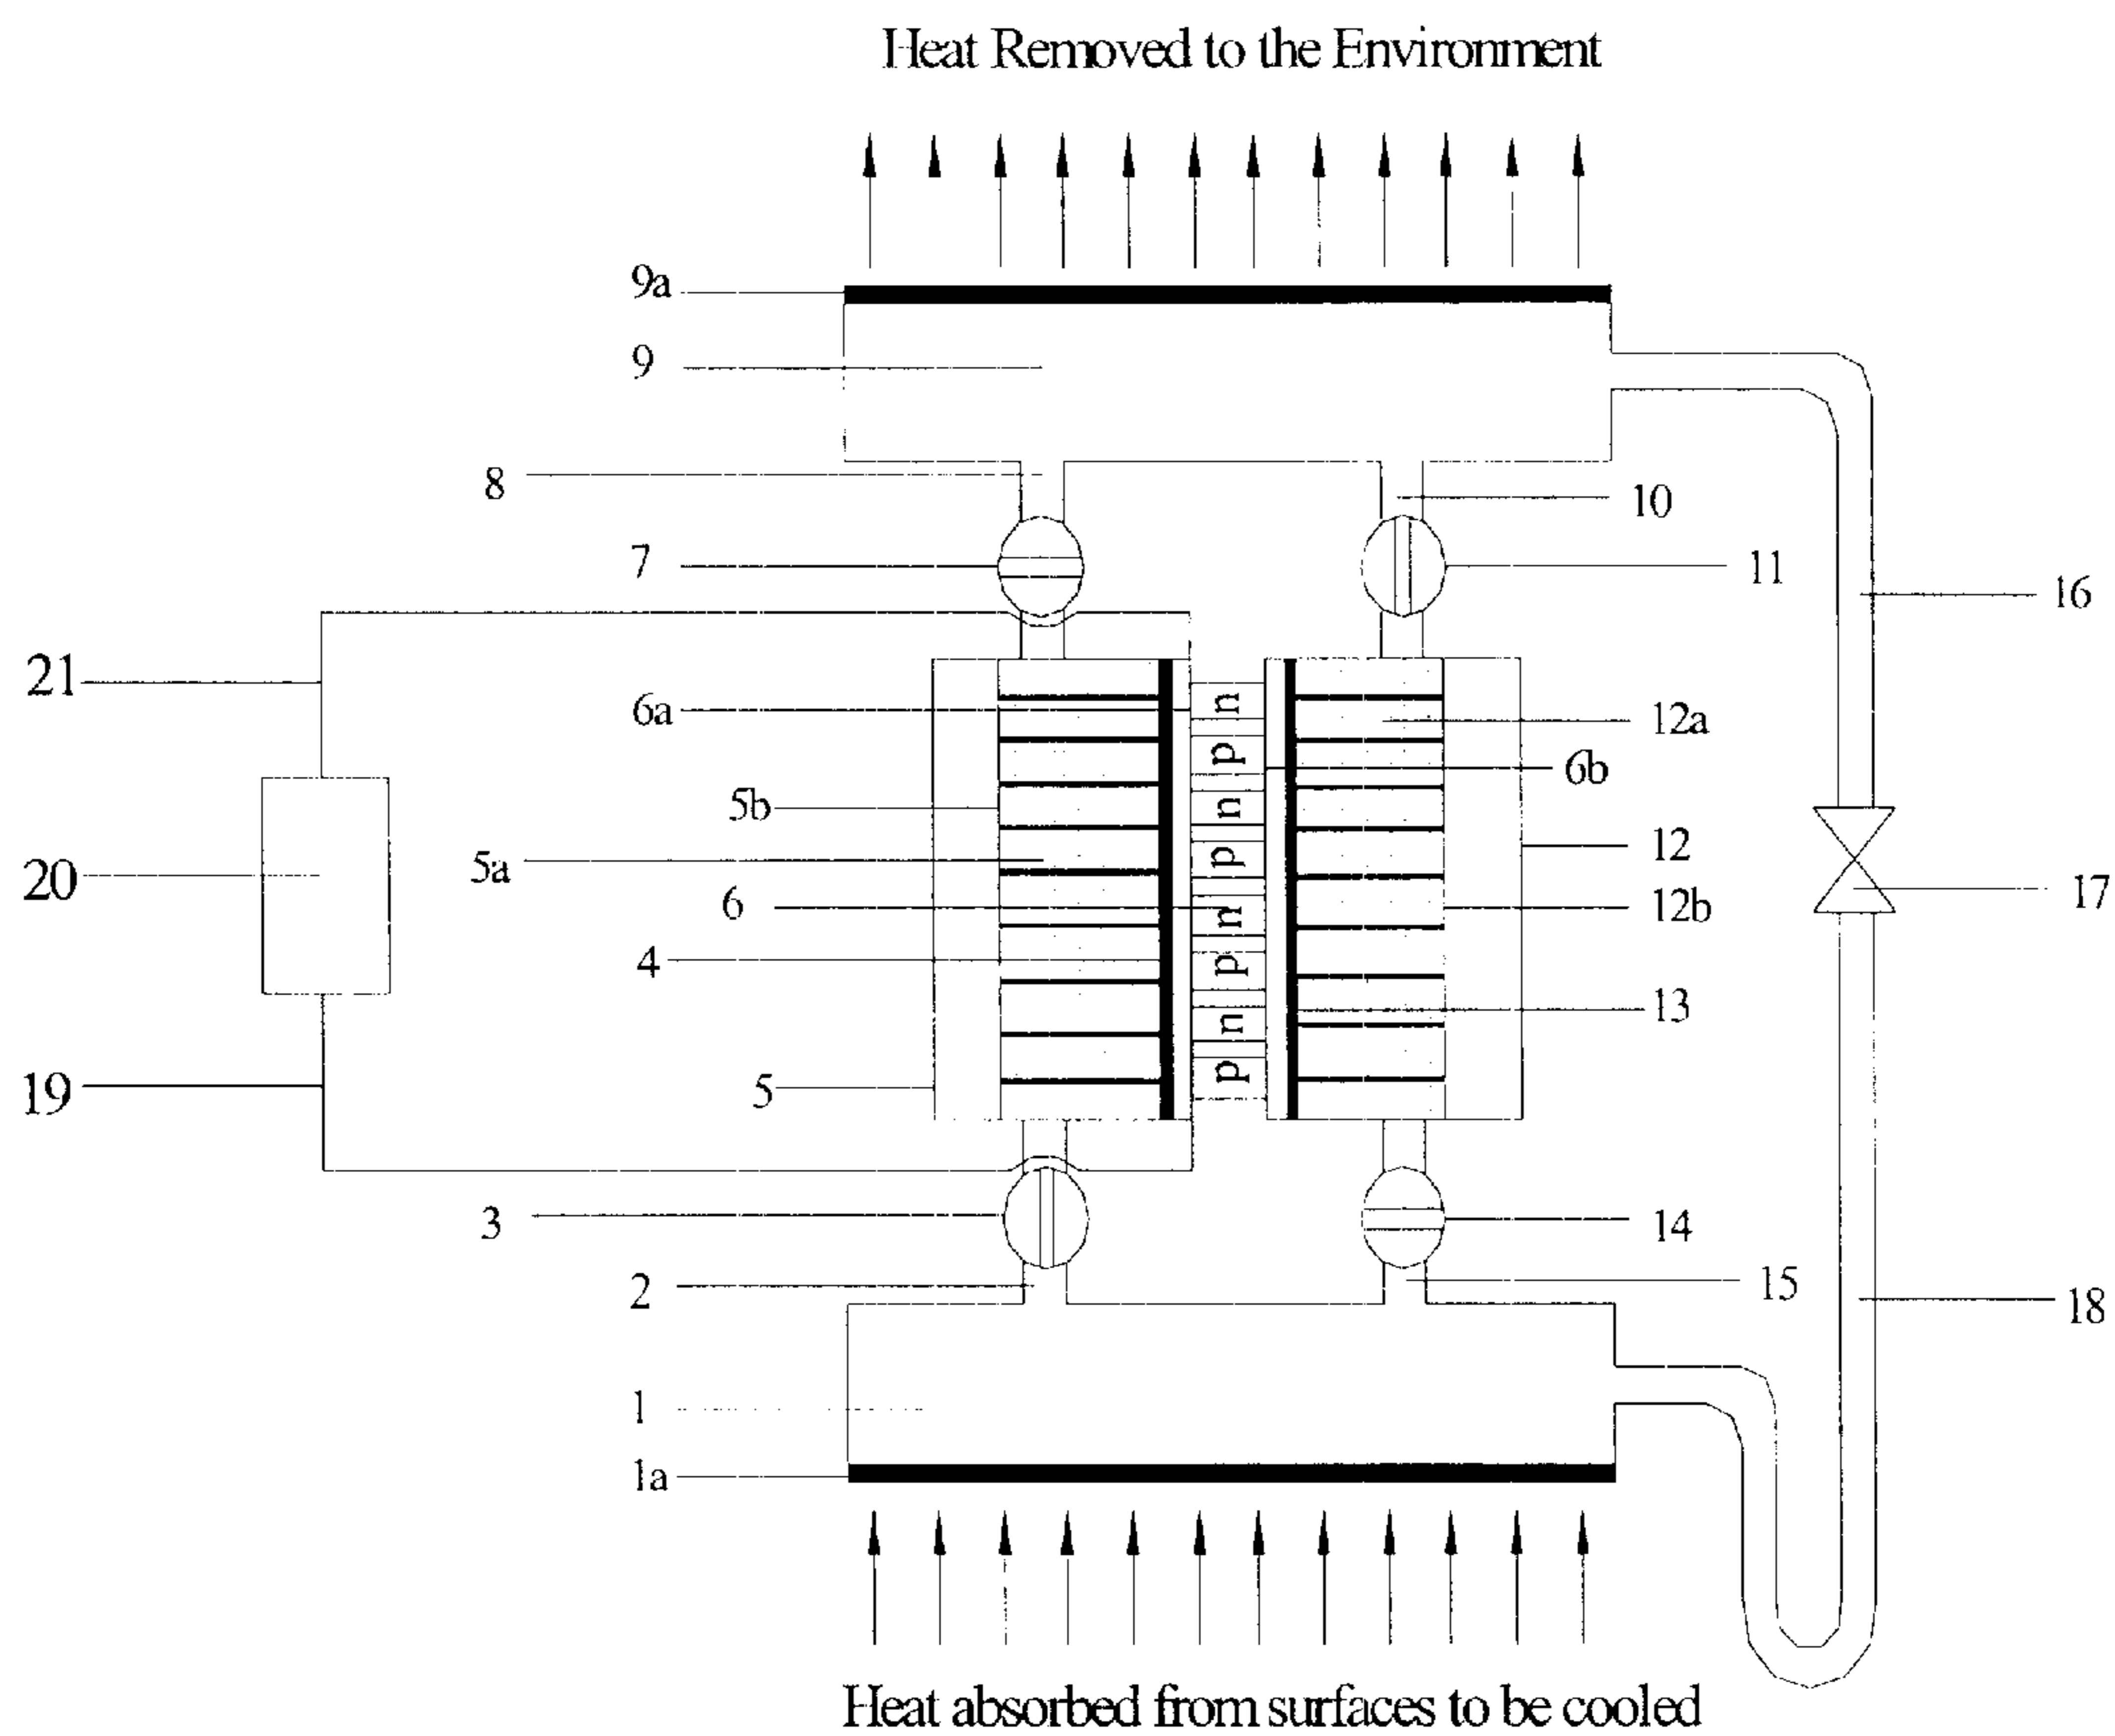 Heat Removed to the Environment
9a
9
8
10
7
11
16
21
6a
n
12a
p
6b
5b
n
20
5a
p
12
17
6
n
12b
4
p
13
19
5
n
p
3
14
2
15
18
1
1a
Heat absorbed from surfaces to be cooled